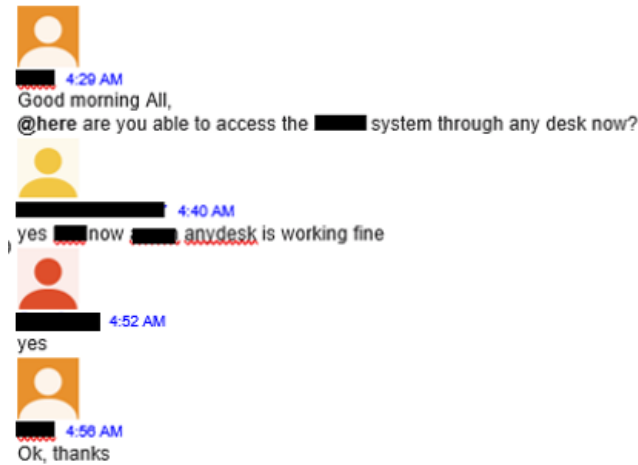 4:29 AM
Good morning All,
@here are you able to access the system through any desk now?
4:40 AM
yes now anydesk is working fine
4:52 AM
yes
4:56 AM
Ok, thanks